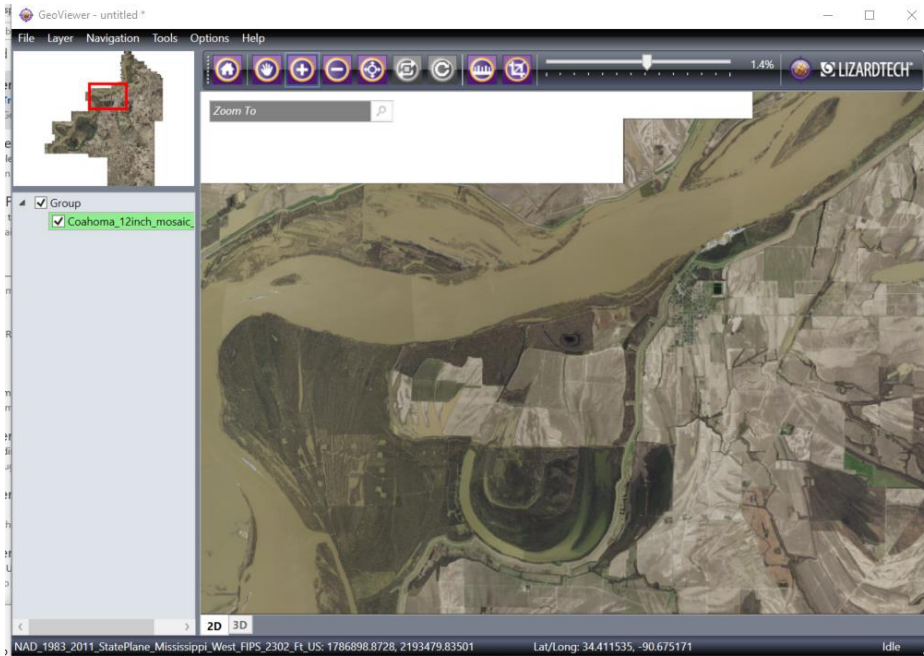 GeoViewer - untitled *
File Layer Navigation Tools Options Help
1.4% LIZARDTECH
Zoom To
Group
Coahoma_12inch_mosaic_
2D 3D
NAD_1983_2011_StatePlane_Mississippi_West_FIPS_2302_Ft_US: 1786898.8728, 2193479.83501 Lat/Long: 34.411535, -90.675171 Idle